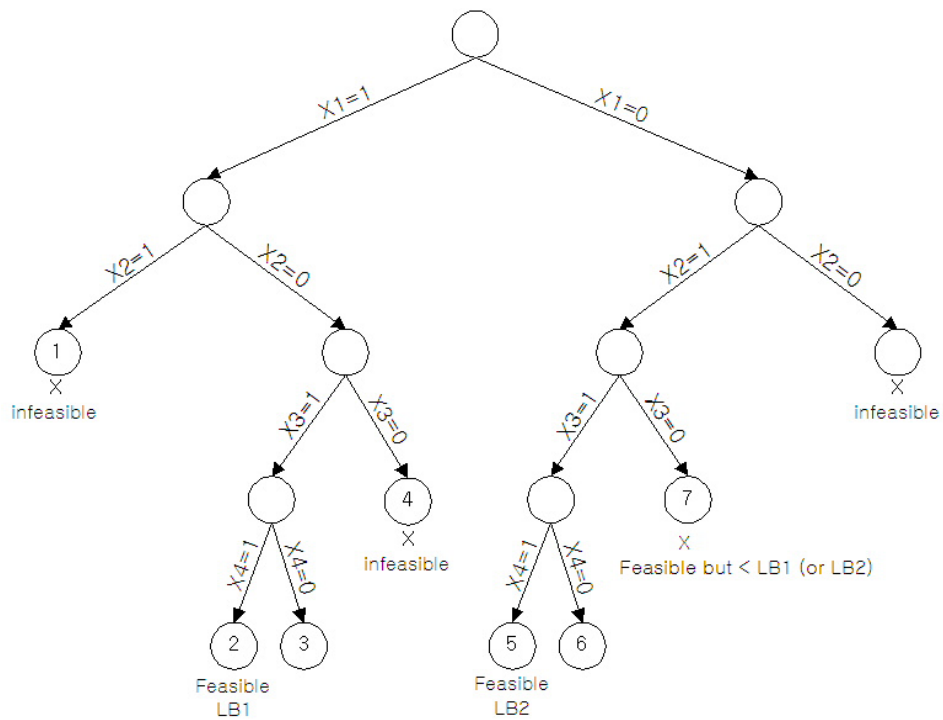 X1=1
X1=0
X2=1
X2=0
X2=1
X2=0
1
X
infeasible
X
infeasible
X3=1
X3=0
X3=1
X3=0
4
X
infeasible
7
X
Feasible but < LB1 (or LB2)
X4=1
X4=0
X4=1
X4=0
2
3
5
6
Feasible
LB1
Feasible
LB2